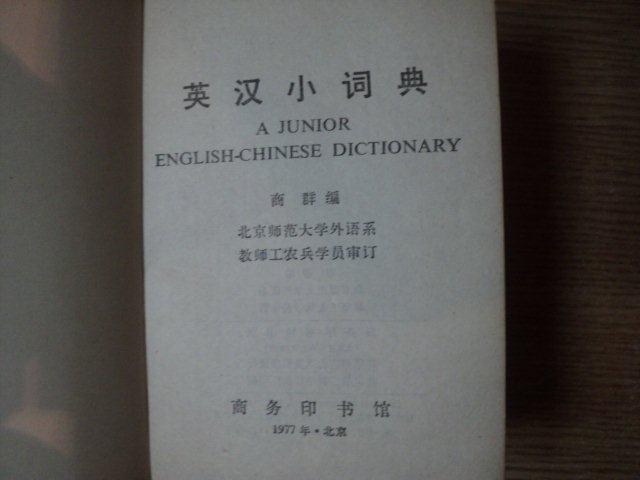 英汉小词典
A JUNIOR
ENGLISH-CHINESE DICTIONARY
商 群 编
北京师范大学外语系
教师工农兵学员审订
商务印书馆
1977年·北京